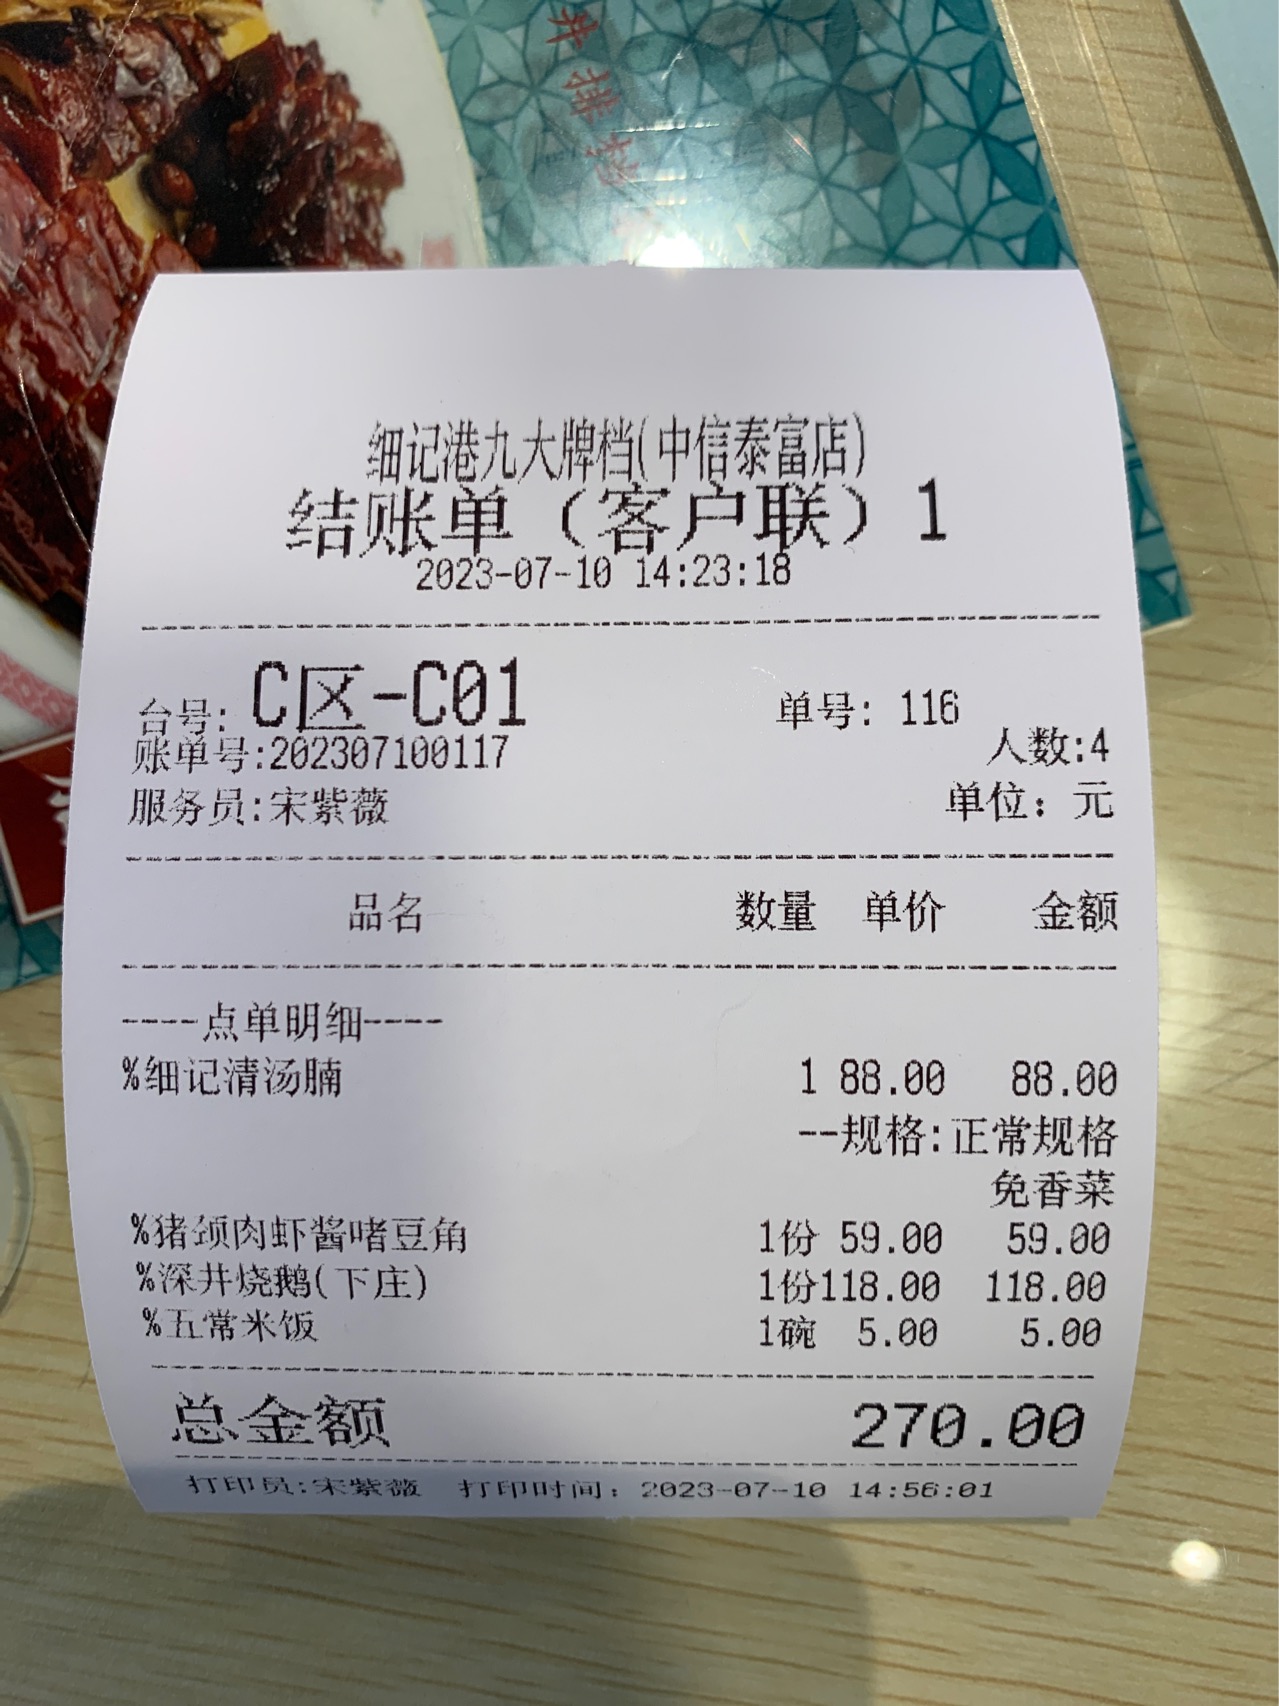 升排
细记港九大牌档(中信泰富店)
结账单（客户联）1
2023-07-10 14:23:18
台号: C区-C01 单号: 116
账单号:202307100117 人数:4
服务员:宋紫薇 单位：元
品名 数量 单价 金额
----点单明细----
%细记清汤腩 1 88.00 88.00
--规格:正常规格
免香菜
%猪颈肉虾酱啫豆角 1份 59.00 59.00
%深井烧鹅(下庄) 1份118.00 118.00
%五常米饭 1碗 5.00 5.00
总金额 270.00
打印员:宋紫薇 打印时间: 2023-07-10 14:56:01